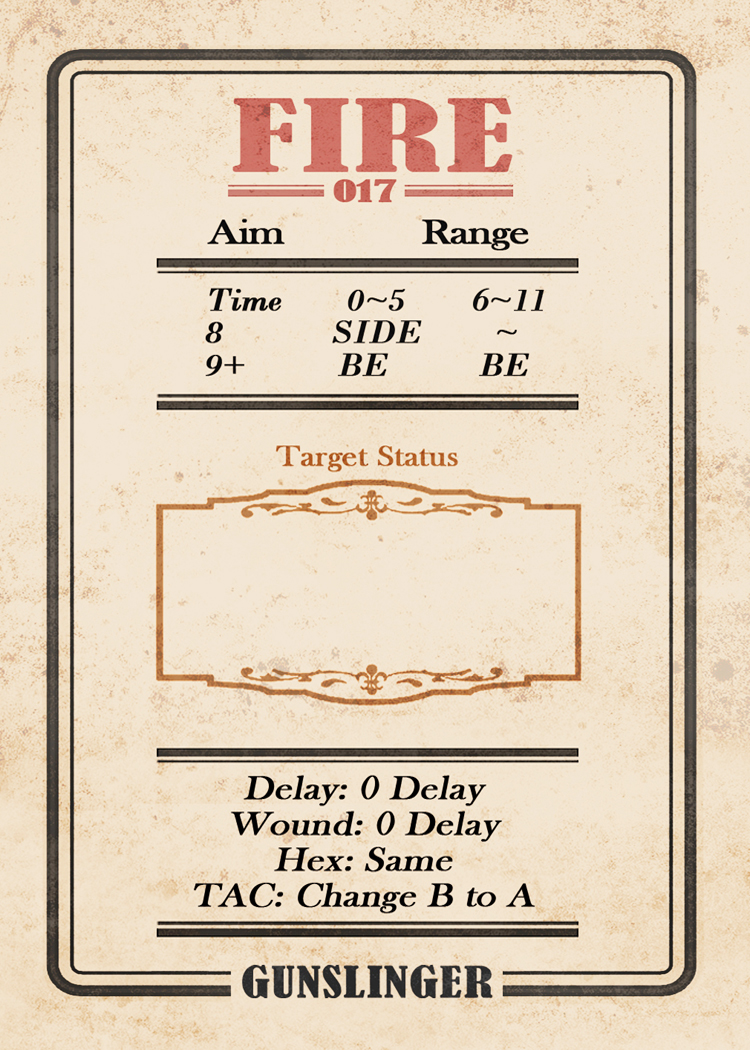 FIRE
017
Aim Range
Time 0~5 6~11
8 SIDE ~
9+ BE BE
Target Status
Delay: 0 Delay
Wound: 0 Delay
Hex: Same
TAC: Change B to A
GUNSLINGER